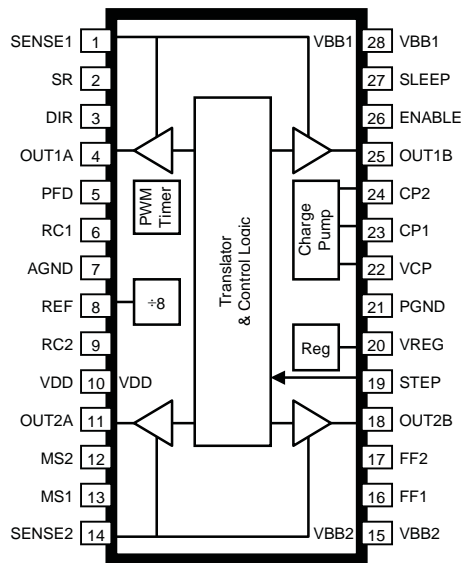 SENSE1 1 VBB1 28 VBB1
SR 2 27 SLEEP
DIR 3 26 ENABLE
OUT1A 4 25 OUT1B
PFD 5 PWM Timer 24 CP2
RC1 6 Charge Pump 23 CP1
AGND 7 Translator & Control Logic 22 VCP
REF 8 ÷8 21 PGND
RC2 9 Reg 20 VREG
VDD 10 VDD 19 STEP
OUT2A 11 18 OUT2B
MS2 12 17 FF2
MS1 13 16 FF1
SENSE2 14 VBB2 15 VBB2